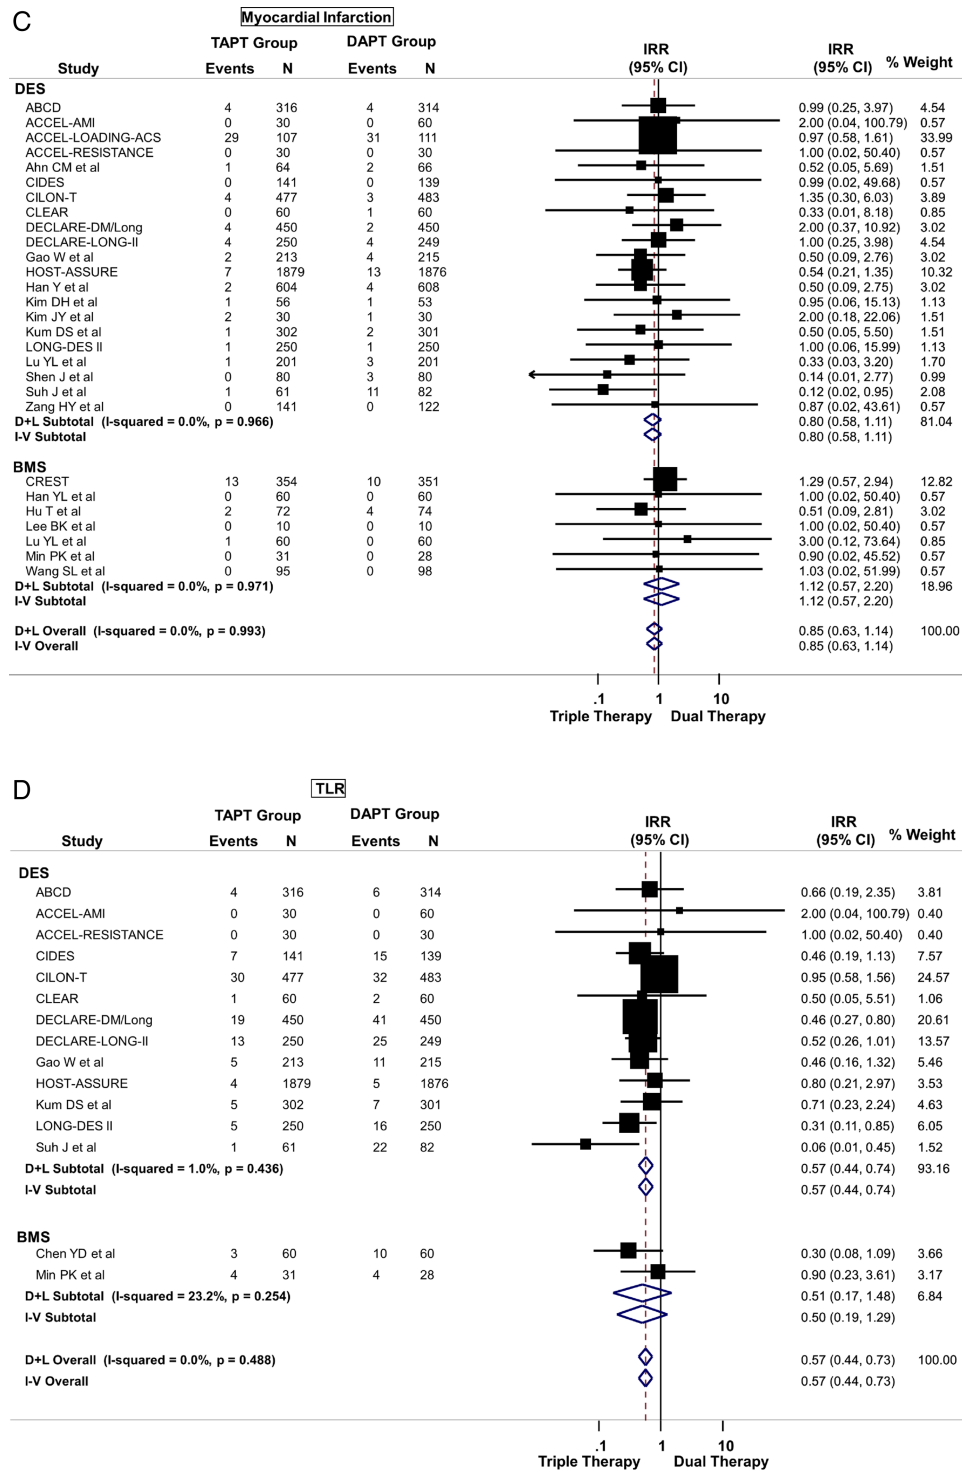 C
Myocardial Infarction
TAPT Group DAPT Group IRR IRR
Study Events N Events N (95% CI) (95% CI) % Weight
DES
ABCD 4 316 4 314 0.99 (0.25, 3.97) 4.54
ACCEL-AMI 0 30 0 60 2.00 (0.04, 100.79) 0.57
ACCEL-LOADING-ACS 29 107 31 111 0.97 (0.58, 1.61) 33.99
ACCEL-RESISTANCE 0 30 0 30 1.00 (0.02, 50.40) 0.57
Ahn CM et al 1 64 2 66 0.52 (0.05, 5.69) 1.51
CIDES 0 141 0 139 0.99 (0.02, 49.68) 0.57
CILON-T 4 477 3 483 1.35 (0.30, 6.03) 3.89
CLEAR 0 60 1 60 0.33 (0.01, 8.18) 0.85
DECLARE-DM/Long 4 450 2 450 2.00 (0.37, 10.92) 3.02
DECLARE-LONG-II 4 250 4 249 1.00 (0.25, 3.98) 4.54
Gao W et al 2 213 4 215 0.50 (0.09, 2.76) 3.02
HOST-ASSURE 7 1879 13 1876 0.54 (0.21, 1.35) 10.32
Han Y et al 2 604 4 608 0.50 (0.09, 2.75) 3.02
Kim DH et al 1 56 1 53 0.95 (0.06, 15.13) 1.13
Kim JY et al 2 30 1 30 2.00 (0.18, 22.06) 1.51
Kum DS et al 1 302 2 301 0.50 (0.05, 5.50) 1.51
LONG-DES II 1 250 1 250 1.00 (0.06, 15.99) 1.13
Lu YL et al 1 201 3 201 0.33 (0.03, 3.20) 1.70
Shen J et al 0 80 3 80 0.14 (0.01, 2.77) 0.99
Suh J et al 1 61 11 82 0.12 (0.02, 0.95) 2.08
Zang HY et al 0 141 0 122 0.87 (0.02, 43.61) 0.57
D+L Subtotal (I-squared = 0.0%, p = 0.966) 0.80 (0.58, 1.11) 81.04
I-V Subtotal 0.80 (0.58, 1.11)
BMS
CREST 13 354 10 351 1.29 (0.57, 2.94) 12.82
Han YL et al 0 60 0 60 1.00 (0.02, 50.40) 0.57
Hu T et al 2 72 4 74 0.51 (0.09, 2.81) 3.02
Lee BK et al 0 10 0 10 1.00 (0.02, 50.40) 0.57
Lu YL et al 1 60 0 60 3.00 (0.12, 73.64) 0.85
Min PK et al 0 31 0 28 0.90 (0.02, 45.52) 0.57
Wang SL et al 0 95 0 98 1.03 (0.02, 51.99) 0.57
D+L Subtotal (I-squared = 0.0%, p = 0.971) 1.12 (0.57, 2.20) 18.96
I-V Subtotal 1.12 (0.57, 2.20)
D+L Overall (I-squared = 0.0%, p = 0.993) 0.85 (0.63, 1.14) 100.00
I-V Overall 0.85 (0.63, 1.14)
.1 1 10
Triple Therapy Dual Therapy
D
TLR
TAPT Group DAPT Group IRR IRR
Study Events N Events N (95% CI) (95% CI) % Weight
DES
ABCD 4 316 6 314 0.66 (0.19, 2.35) 3.81
ACCEL-AMI 0 30 0 60 2.00 (0.04, 100.79) 0.40
ACCEL-RESISTANCE 0 30 0 30 1.00 (0.02, 50.40) 0.40
CIDES 7 141 15 139 0.46 (0.19, 1.13) 7.57
CILON-T 30 477 32 483 0.95 (0.58, 1.56) 24.57
CLEAR 1 60 2 60 0.50 (0.05, 5.51) 1.06
DECLARE-DM/Long 19 450 41 450 0.46 (0.27, 0.80) 20.61
DECLARE-LONG-II 13 250 25 249 0.52 (0.26, 1.01) 13.57
Gao W et al 5 213 11 215 0.46 (0.16, 1.32) 5.46
HOST-ASSURE 4 1879 5 1876 0.80 (0.21, 2.97) 3.53
Kum DS et al 5 302 7 301 0.71 (0.23, 2.24) 4.63
LONG-DES II 5 250 16 250 0.31 (0.11, 0.85) 6.05
Suh J et al 1 61 22 82 0.06 (0.01, 0.45) 1.52
D+L Subtotal (I-squared = 1.0%, p = 0.436) 0.57 (0.44, 0.74) 93.16
I-V Subtotal 0.57 (0.44, 0.74)
BMS
Chen YD et al 3 60 10 60 0.30 (0.08, 1.09) 3.66
Min PK et al 4 31 4 28 0.90 (0.23, 3.61) 3.17
D+L Subtotal (I-squared = 23.2%, p = 0.254) 0.51 (0.17, 1.48) 6.84
I-V Subtotal 0.50 (0.19, 1.29)
D+L Overall (I-squared = 0.0%, p = 0.488) 0.57 (0.44, 0.73) 100.00
I-V Overall 0.57 (0.44, 0.73)
.1 1 10
Triple Therapy Dual Therapy